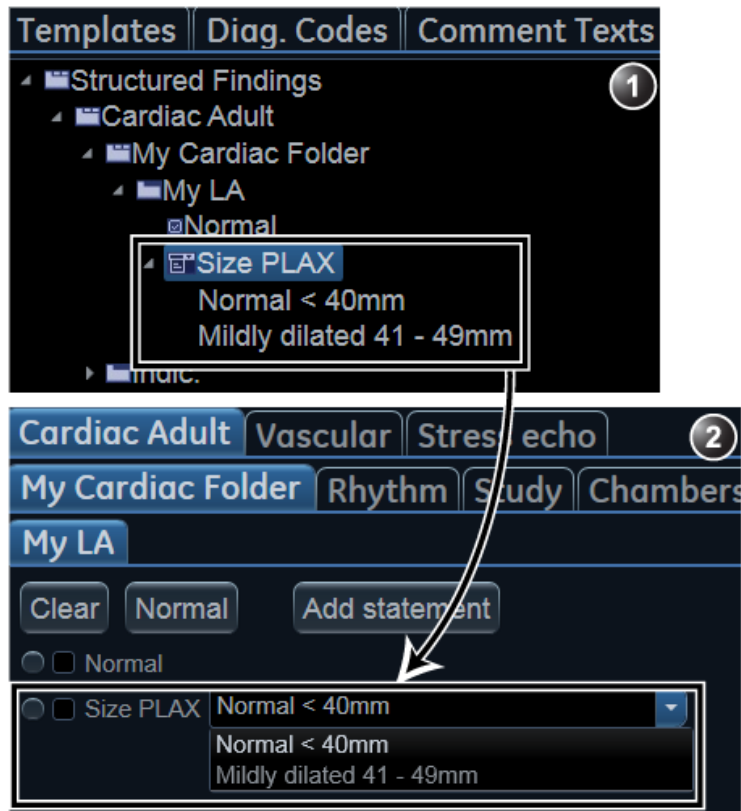 Templates Diag. Codes Comment Texts
Structured Findings
1
Cardiac Adult
My Cardiac Folder
My LA
Normal
Size PLAX
Normal < 40mm
Mildly dilated 41 - 49mm
Indic.
Cardiac Adult Vascular Stress echo
2
My Cardiac Folder Rhythm Study Chambers
My LA
Clear Normal Add statement
Normal
Size PLAX Normal < 40mm
Normal < 40mm
Mildly dilated 41 - 49mm